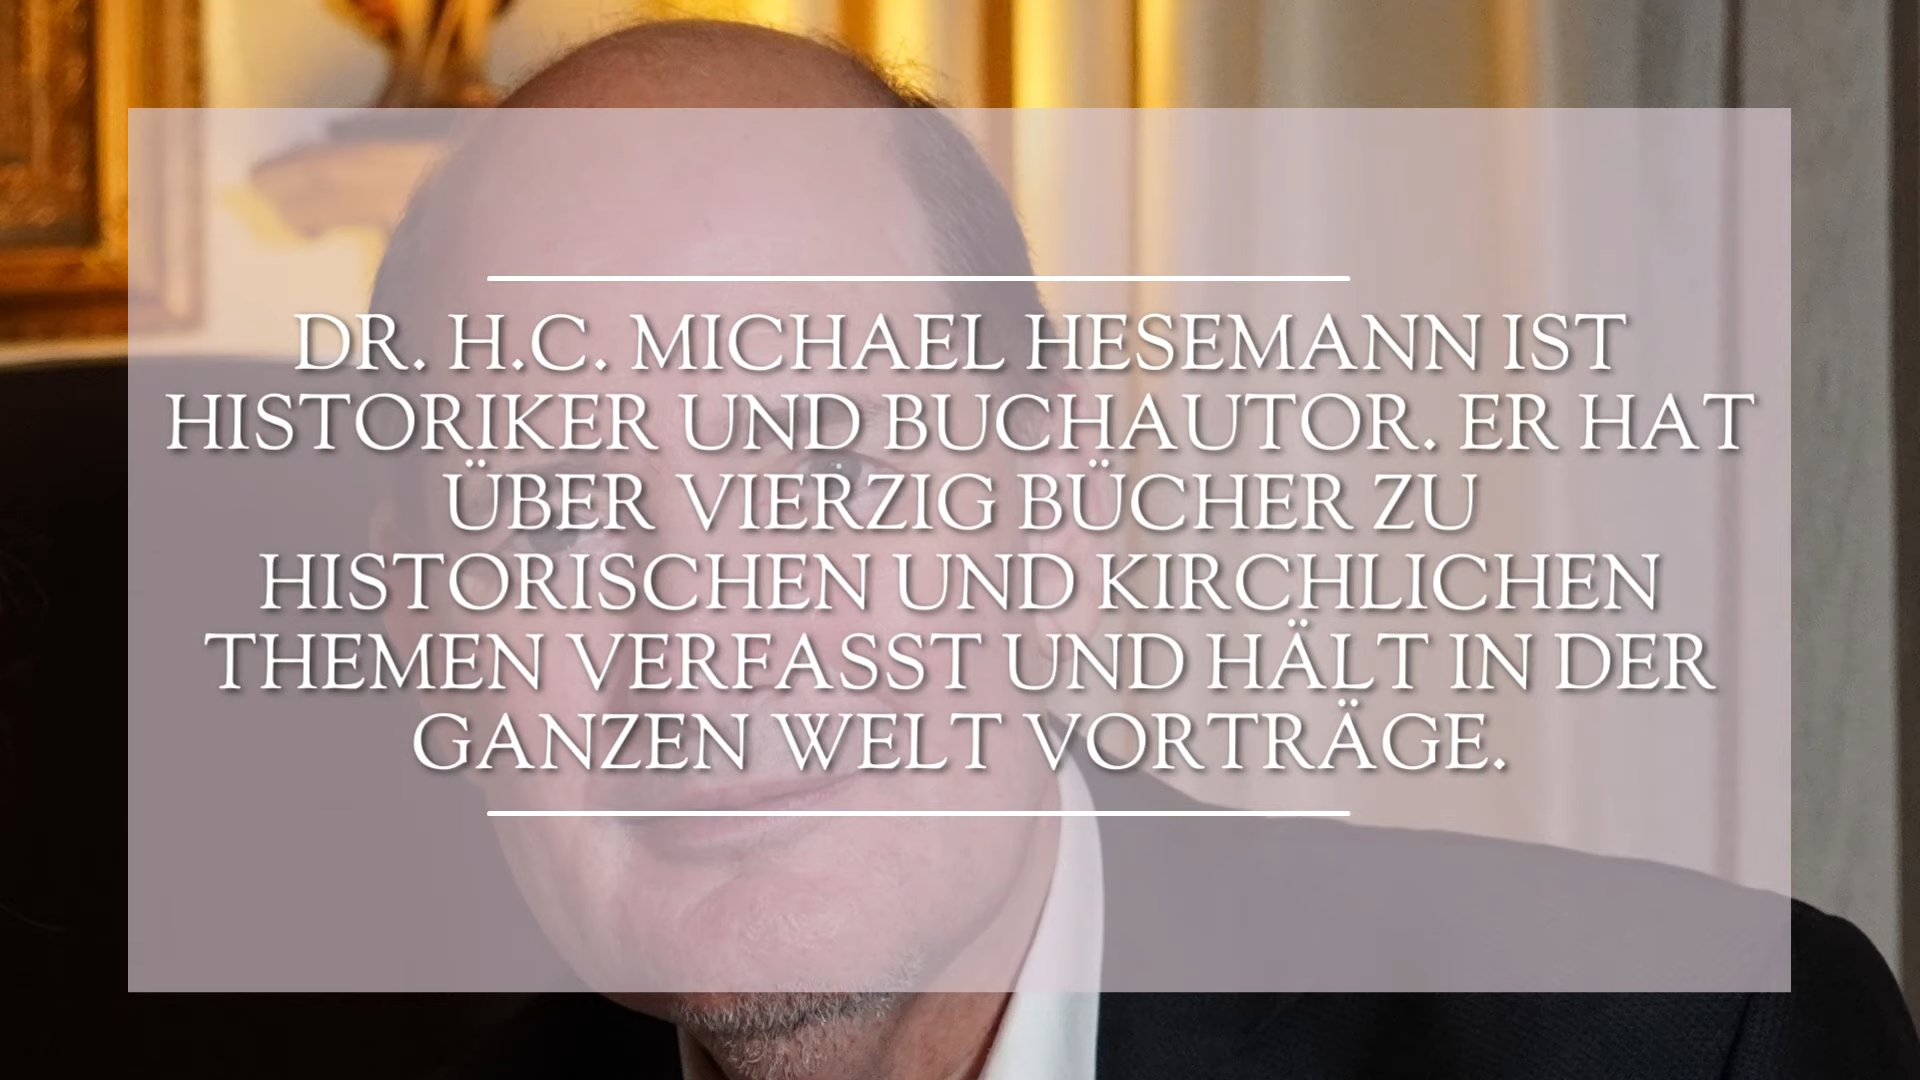 DR. H.C. MICHAEL HESEMANN IST
HISTORIKER UND BUCHAUTOR. ER HAT
ÜBER VIERZIG BÜCHER ZU
HISTORISCHEN UND KIRCHLICHEN
THEMEN VERFASST UND HÄLT IN DER
GANZEN WELT VORTRÄGE.